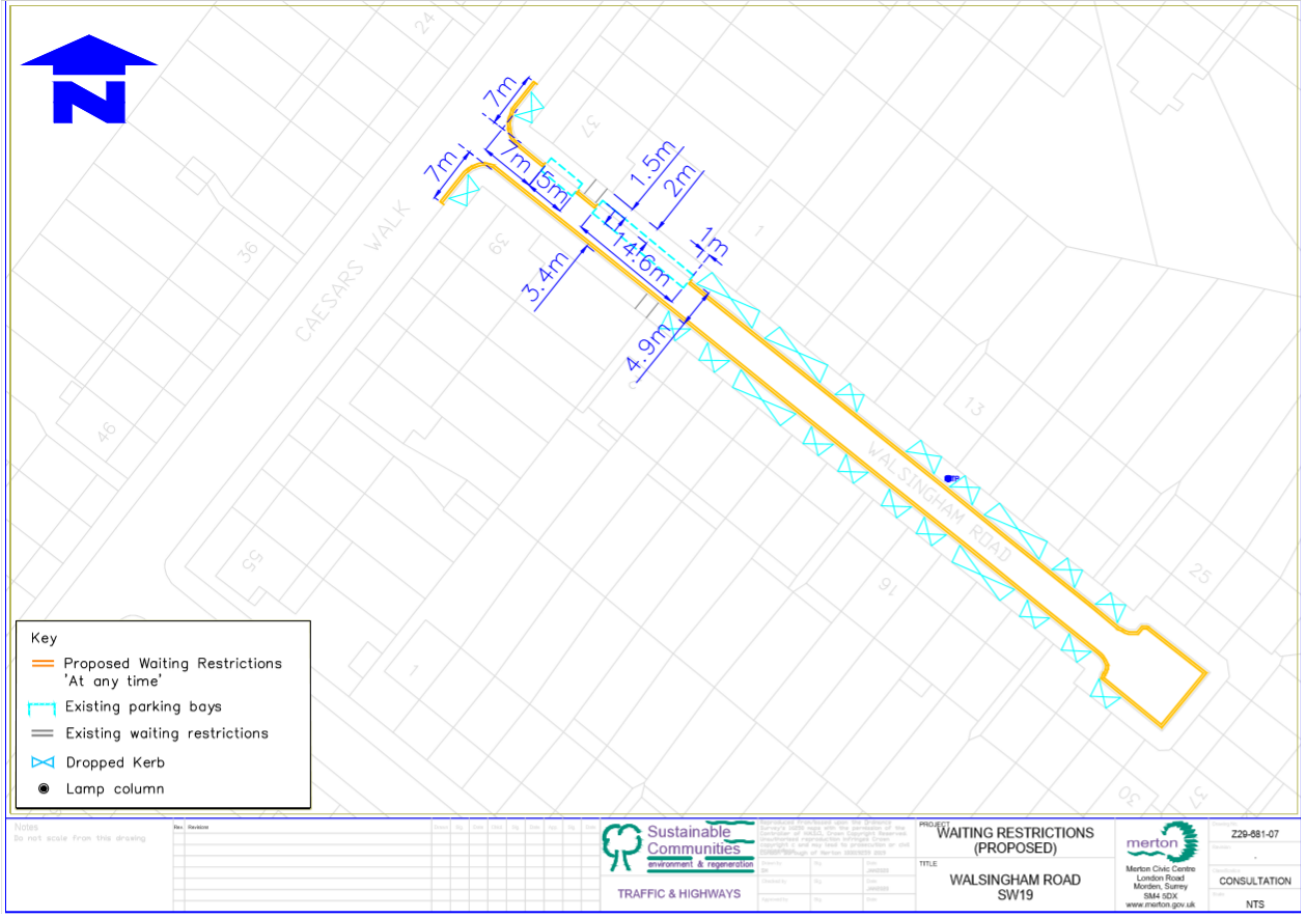 N
24
7m
37
7m
7m
5m
1.5m
2m
1
1m
14.6m
3.4m
4.9m
36
39
CAESARS WALK
46
55
1
13
WALSINGHAM ROAD
16
25
30
37
Key
Proposed Waiting Restrictions
'At any time'
Existing parking bays
Existing waiting restrictions
Dropped Kerb
Lamp column
Notes
Do not scale from this drawing
Rev Revision
Sustainable
Communities
environment & regeneration
TRAFFIC & HIGHWAYS
PROJECT
WAITING RESTRICTIONS
(PROPOSED)
TITLE
WALSINGHAM ROAD
SW19
merton
Merton Civic Centre
London Road
Morden, Surrey
SM4 5DX
www.merton.gov.uk
Z29-681-07
-
CONSULTATION
NTS